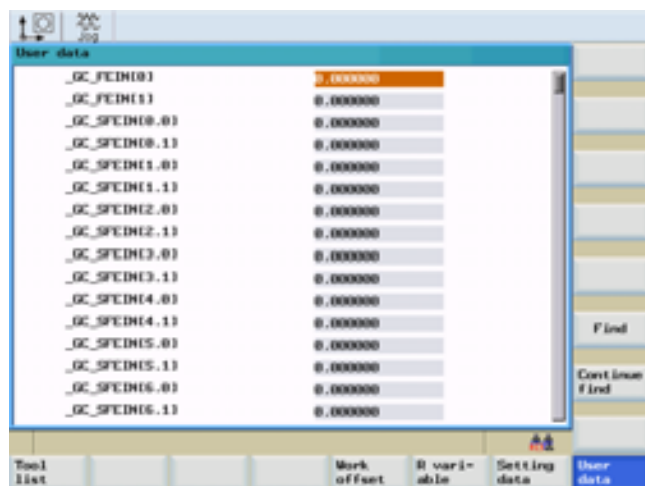 Jog
User data
_GC_FEIN[0] 0.000000
_GC_FEIN[1] 0.000000
_GC_SFEIN[0.0] 0.000000
_GC_SFEIN[0.1] 0.000000
_GC_SFEIN[1.0] 0.000000
_GC_SFEIN[1.1] 0.000000
_GC_SFEIN[2.0] 0.000000
_GC_SFEIN[2.1] 0.000000
_GC_SFEIN[3.0] 0.000000
_GC_SFEIN[3.1] 0.000000
_GC_SFEIN[4.0] 0.000000
_GC_SFEIN[4.1] 0.000000
_GC_SFEIN[5.0] 0.000000
_GC_SFEIN[5.1] 0.000000
_GC_SFEIN[6.0] 0.000000
_GC_SFEIN[6.1] 0.000000
Find
Continue
find
Tool
list
Work
offset
R vari-
able
Setting
data
User
data